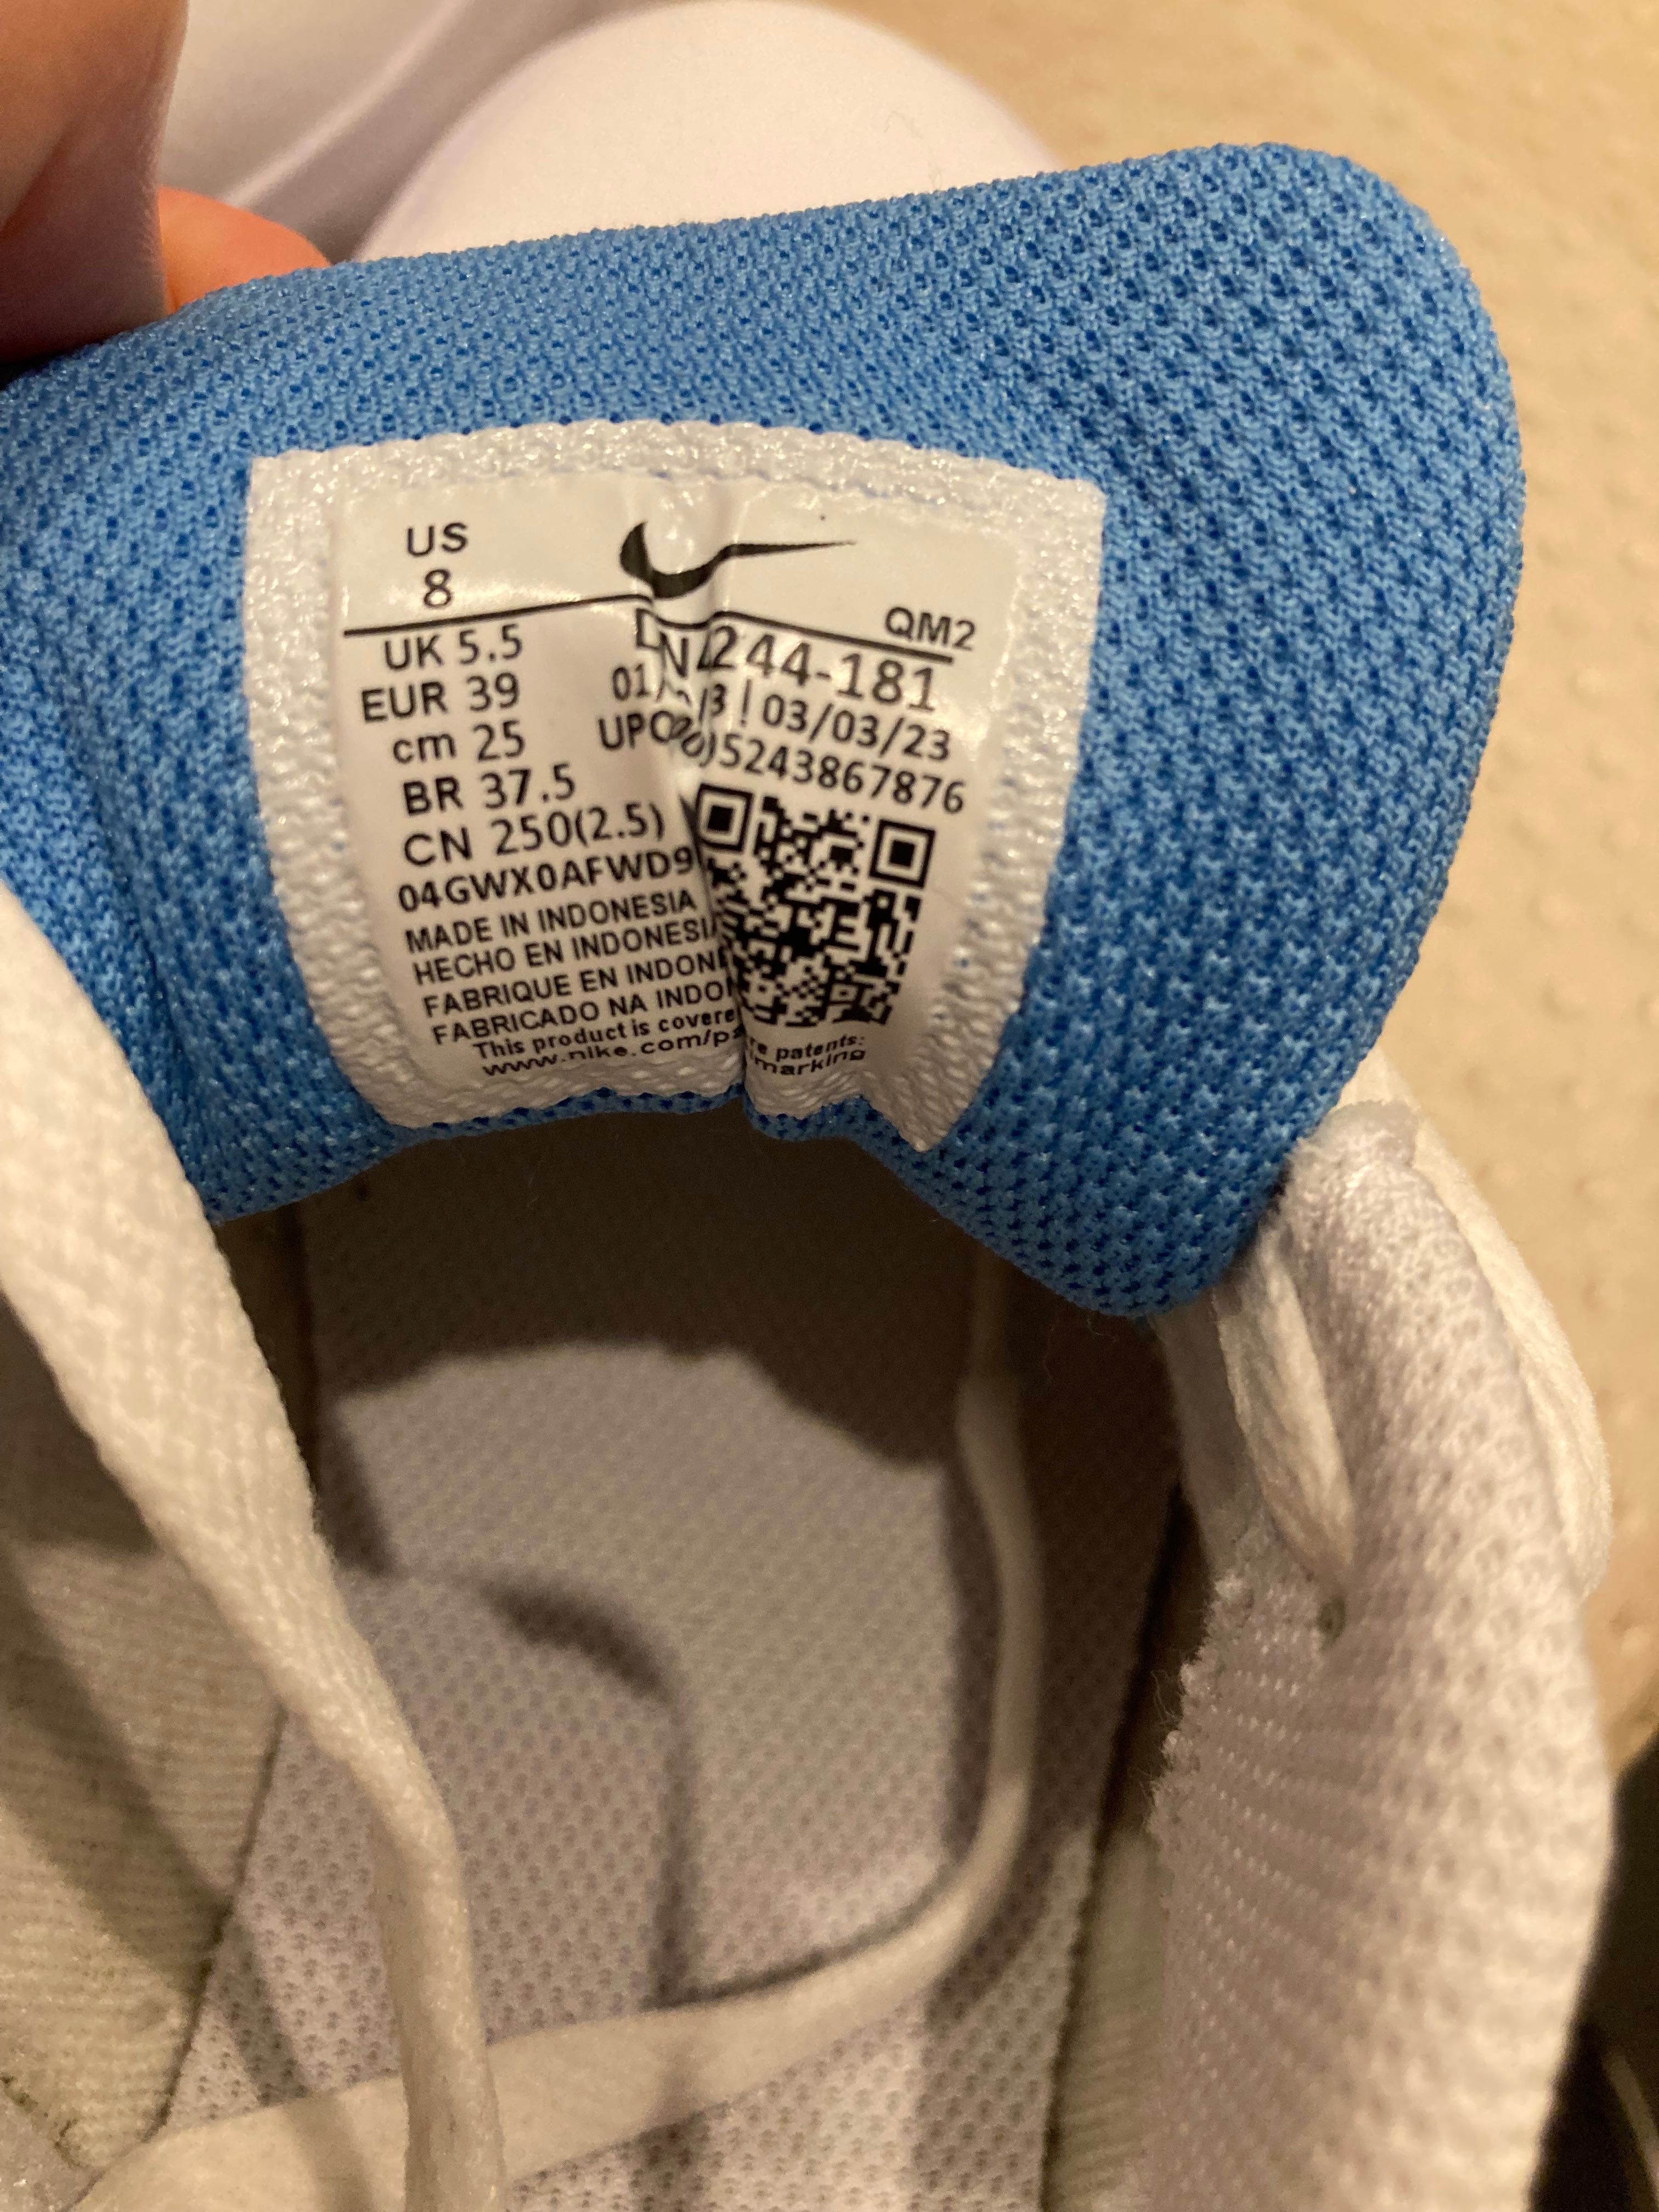 US
8
QM2
UK 5.5
EUR 39
cm 25
BR 37.5
CN 250(2.5)
04GWX0AFWD9
MADE IN INDONESIA
HECHO EN INDONESI
FABRIQUE EN INDON
FABRICADO NA INDO
This product is covere
www.nike.com/p
244-181
03/03/23
5243867876
patents:
marking